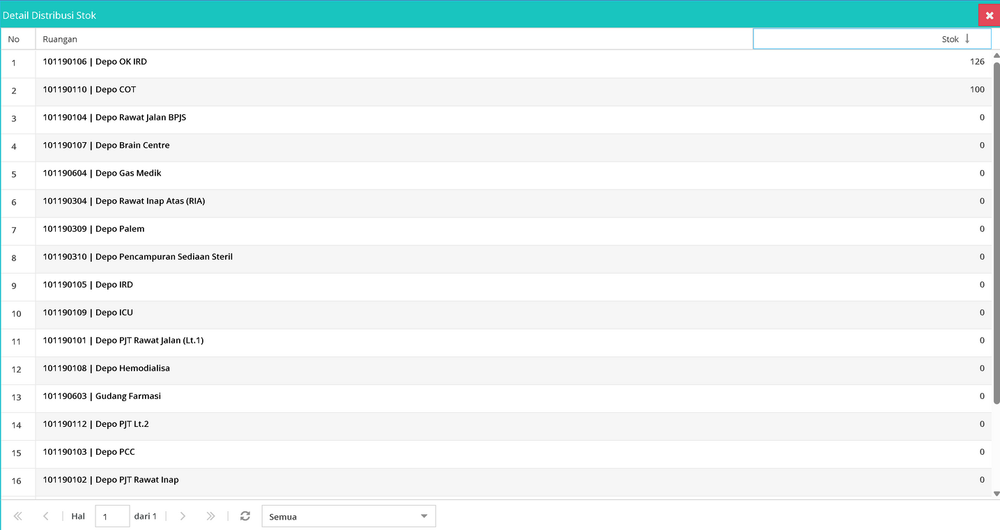 Detail Distribusi Stok
No Ruangan Stok ↓
1 101190106 | Depo OK IRD 126
2 101190110 | Depo COT 100
3 101190104 | Depo Rawat Jalan BPJS 0
4 101190107 | Depo Brain Centre 0
5 101190604 | Depo Gas Medik 0
6 101190304 | Depo Rawat Inap Atas (RIA) 0
7 101190309 | Depo Palem 0
8 101190310 | Depo Pencampuran Sediaan Steril 0
9 101190105 | Depo IRD 0
10 101190109 | Depo ICU 0
11 101190101 | Depo PJT Rawat Jalan (Lt.1) 0
12 101190108 | Depo Hemodialisa 0
13 101190603 | Gudang Farmasi 0
14 101190112 | Depo PJT Lt.2 0
15 101190103 | Depo PCC 0
16 101190102 | Depo PJT Rawat Inap 0
Hal 1 dari 1 Semua